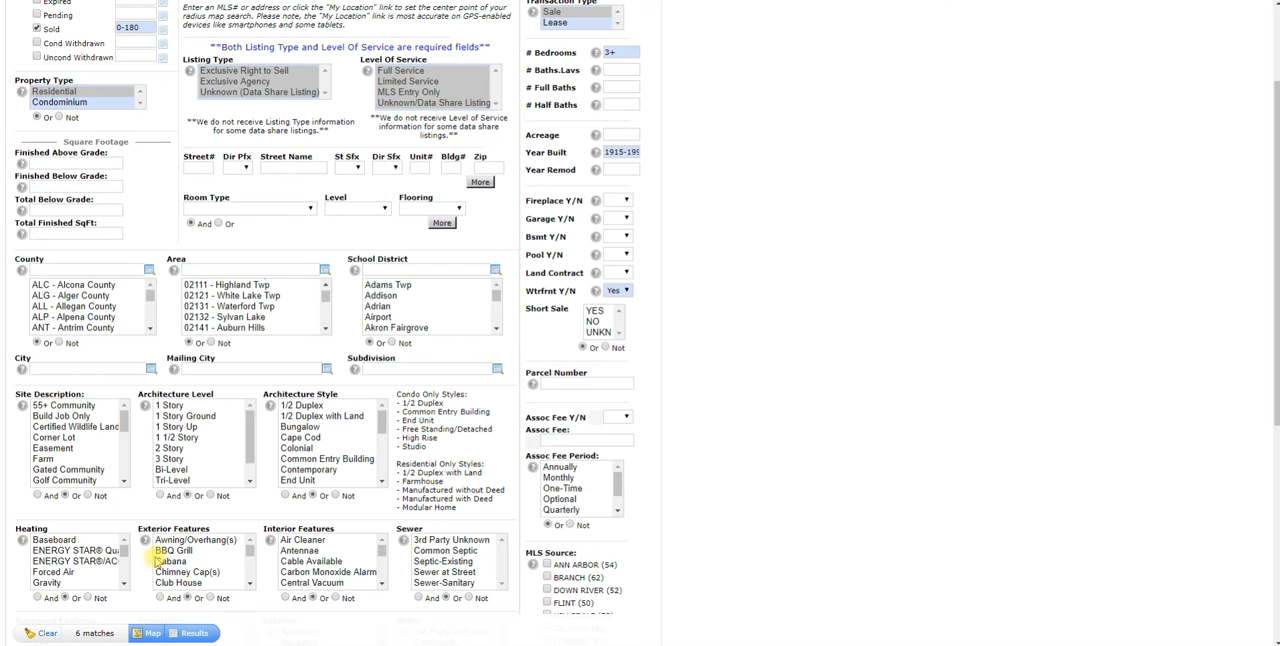 Expired
Pending
Sold 0-180
Cond Withdrawn
Uncond Withdrawn
Property Type
Residential
Condominium
Or Not
Square Footage
Finished Above Grade:
Finished Below Grade:
Total Below Grade:
Total Finished SqFt:
Enter an MLS# or address or click the "My Location" link to set the center point of your
radius map search. Please note, the "My Location" link is most accurate on GPS-enabled
devices like smartphones and some tablets.
**Both Listing Type and Level Of Service are required fields**
Listing Type
Exclusive Right to Sell
Exclusive Agency
Unknown (Data Share Listing)
**We do not receive Listing Type information
for some data share listings.**
Level Of Service
Full Service
Limited Service
MLS Entry Only
Unknown/Data Share Listing
**We do not receive Level of Service
information for some data share
listings.**
Street# Dir Pfx Street Name St Sfx Dir Sfx Unit# Bldg# Zip
More
Room Type Level Flooring
And Or
More
Transaction Type
Sale
Lease
# Bedrooms 3+
# Baths.Lavs
# Full Baths
# Half Baths
Acreage
Year Built 1915-199
Year Remod
Fireplace Y/N
Garage Y/N
Bsmt Y/N
Pool Y/N
Land Contract
Wtrfrnt Y/N Yes
Short Sale
YES
NO
UNKN
Or Not
County
ALC - Alcona County
ALG - Alger County
ALL - Allegan County
ALP - Alpena County
ANT - Antrim County
Or Not
Area
02111 - Highland Twp
02121 - White Lake Twp
02131 - Waterford Twp
02132 - Sylvan Lake
02141 - Auburn Hills
Or Not
School District
Adams Twp
Addison
Adrian
Airport
Akron Fairgrove
Or Not
City
Mailing City
Subdivision
Parcel Number
Site Description:
55+ Community
Build Job Only
Certified Wildlife Land
Corner Lot
Easement
Farm
Gated Community
Golf Community
And Or Not
Architecture Level
1 Story
1 Story Ground
1 Story Up
1 1/2 Story
2 Story
3 Story
Bi-Level
Tri-Level
And Or Not
Architecture Style
1/2 Duplex
1/2 Duplex with Land
Bungalow
Cape Cod
Colonial
Common Entry Building
Contemporary
End Unit
And Or Not
Condo Only Styles:
- 1/2 Duplex
- Common Entry Building
- End Unit
- Free Standing/Detached
- High Rise
- Studio
Residential Only Styles:
- 1/2 Duplex with Land
- Farmhouse
- Manufactured without Deed
- Manufactured with Deed
- Modular Home
Assoc Fee Y/N
Assoc Fee:
Assoc Fee Period:
Annually
Monthly
One-Time
Optional
Quarterly
Or Not
Heating
Baseboard
ENERGY STAR® Qua
ENERGY STAR®/AC
Forced Air
Gravity
And Or Not
Exterior Features
Awning/Overhang(s)
BBQ Grill
Cabana
Chimney Cap(s)
Club House
And Or Not
Interior Features
Air Cleaner
Antennae
Cable Available
Carbon Monoxide Alarm
Central Vacuum
And Or Not
Sewer
3rd Party Unknown
Common Septic
Septic-Existing
Sewer at Street
Sewer-Sanitary
And Or Not
MLS Source:
ANN ARBOR (54)
BRANCH (62)
DOWN RIVER (52)
FLINT (50)
Clear 6 matches Map Results